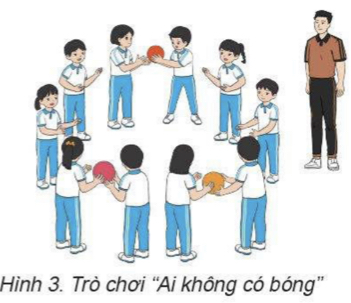 Hình 3. Trò chơi “Ai không có bóng”